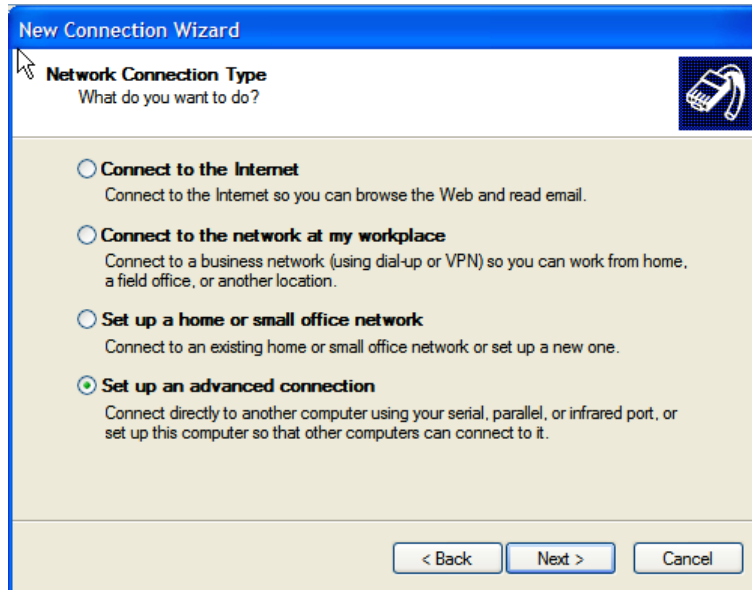 New Connection Wizard
Network Connection Type
What do you want to do?
Connect to the Internet
Connect to the Internet so you can browse the Web and read email.
Connect to the network at my workplace
Connect to a business network (using dial-up or VPN) so you can work from home,
a field office, or another location.
Set up a home or small office network
Connect to an existing home or small office network or set up a new one.
Set up an advanced connection
Connect directly to another computer using your serial, parallel, or infrared port, or
set up this computer so that other computers can connect to it.
< Back Next > Cancel